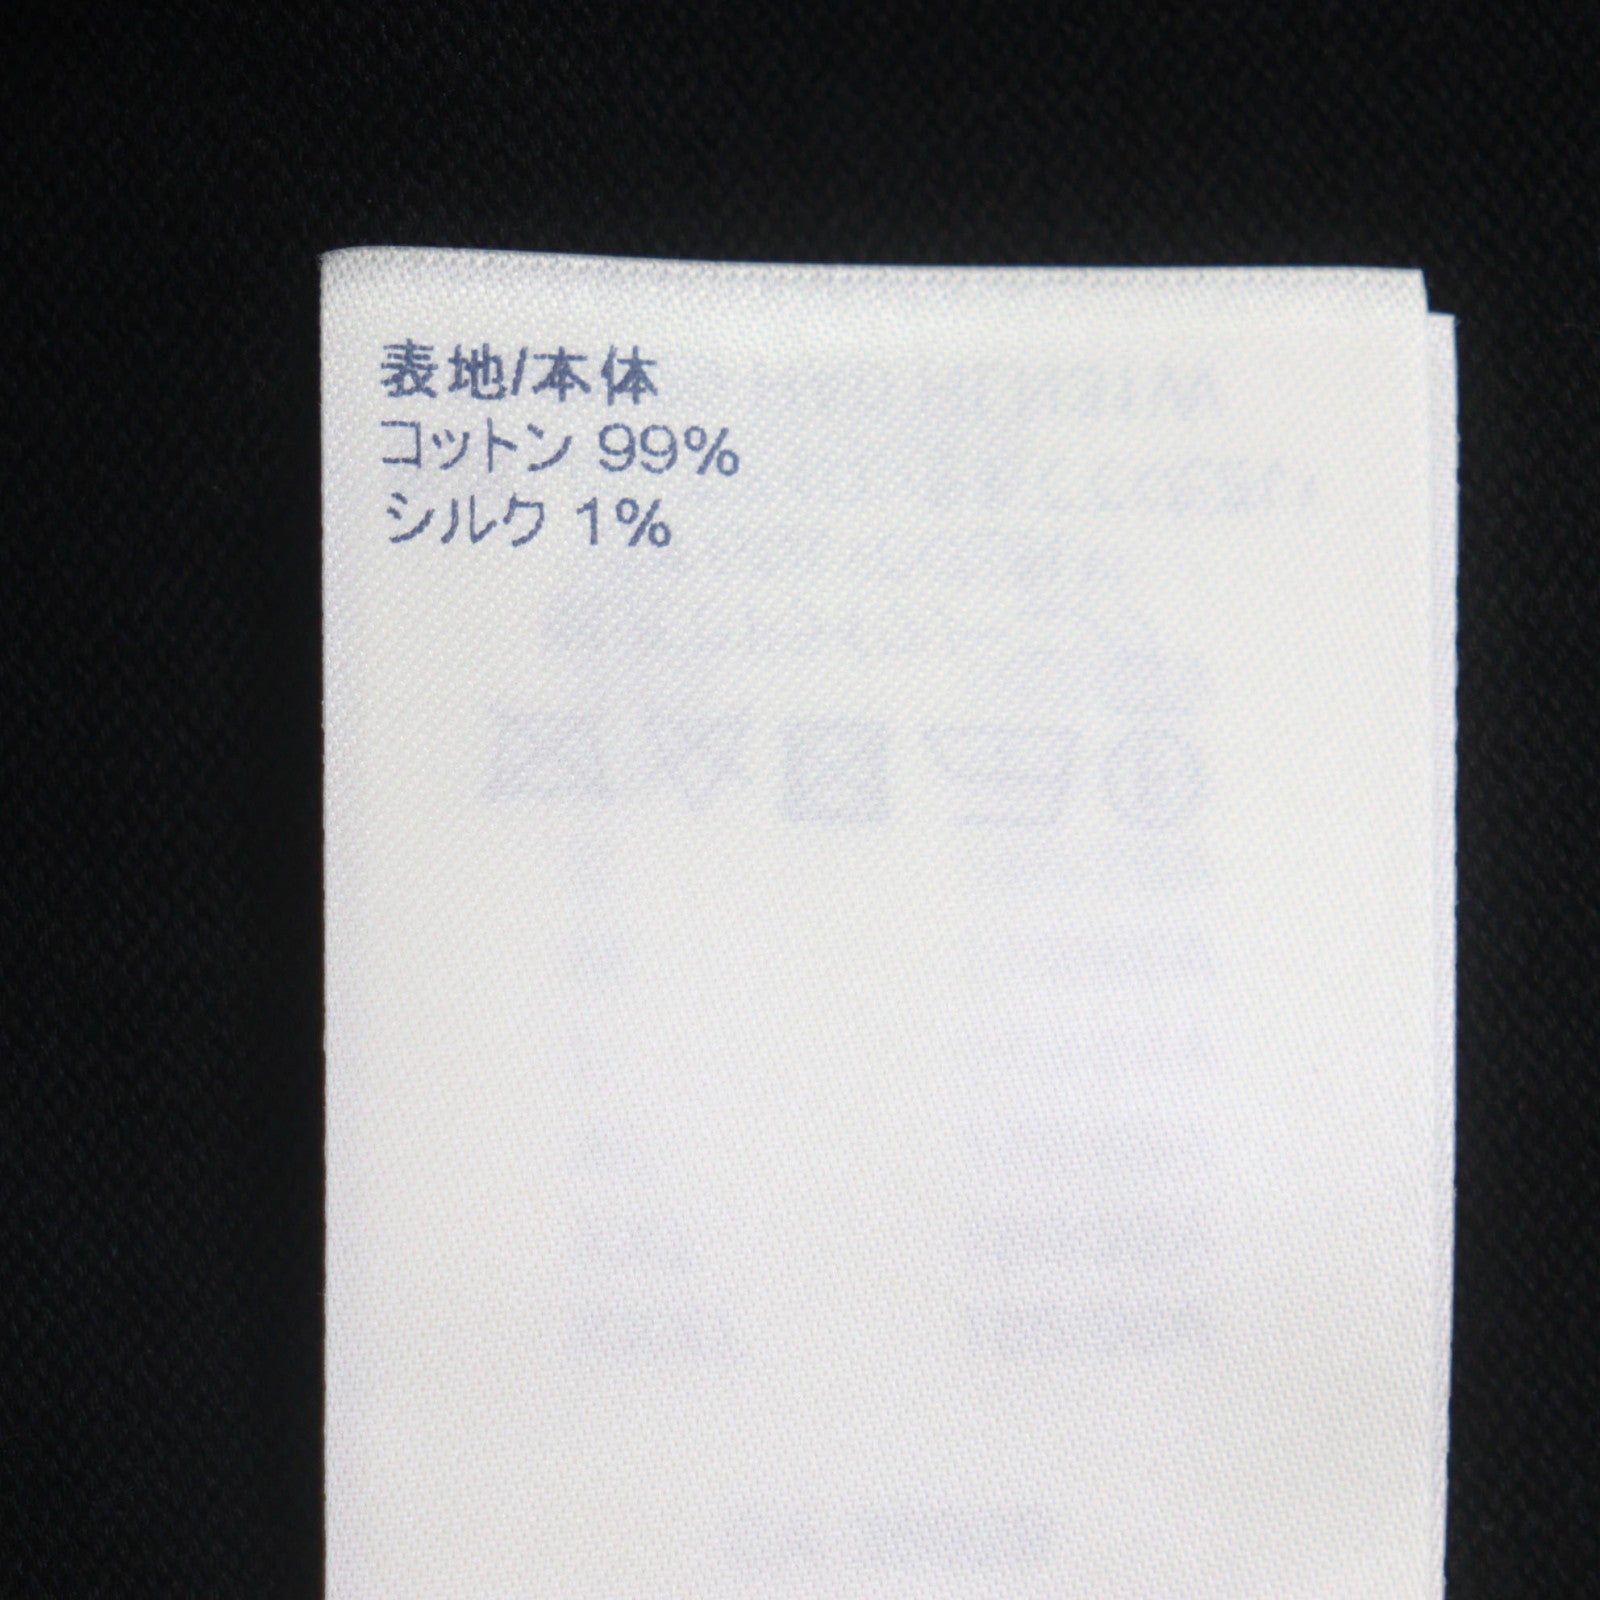 表地/本体
コットン 99%
シルク 1%